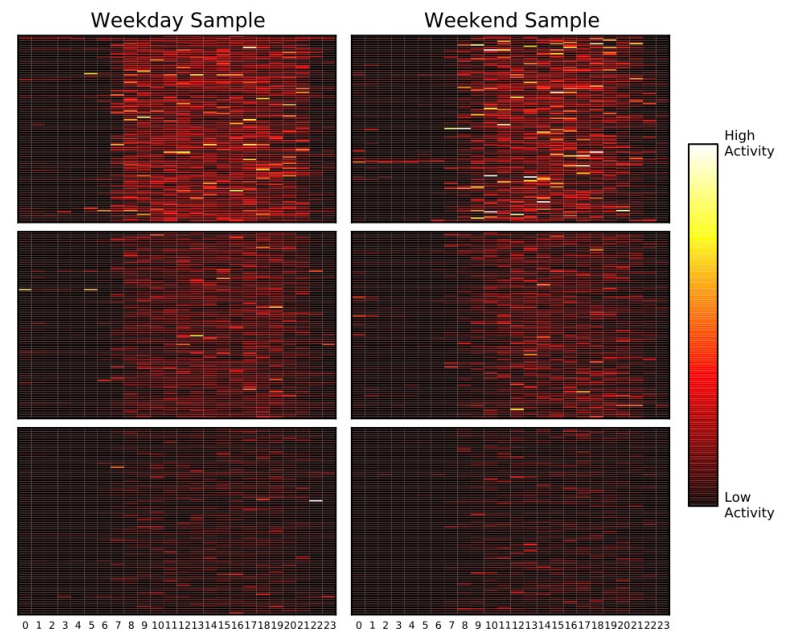 Weekday Sample
Weekend Sample
High
Activity
Low
Activity
0 1 2 3 4 5 6 7 8 9 10 11 12 13 14 15 16 17 18 19 20 21 22 23
0 1 2 3 4 5 6 7 8 9 10 11 12 13 14 15 16 17 18 19 20 21 22 23